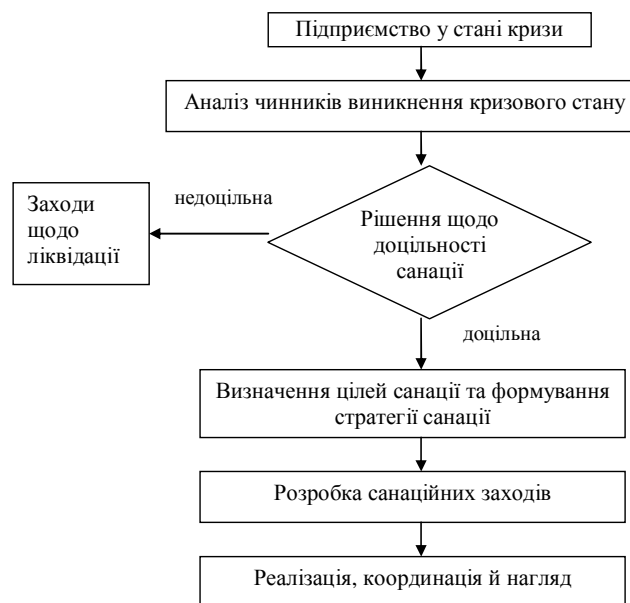 Підприємство у стані кризи
Аналіз чинників виникнення кризового стану
Заходи
щодо
ліквідації
недоцільна
Рішення щодо
доцільності
санації
доцільна
Визначення цілей санації та формування
стратегії санації
Розробка санаційних заходів
Реалізація, координація й нагляд